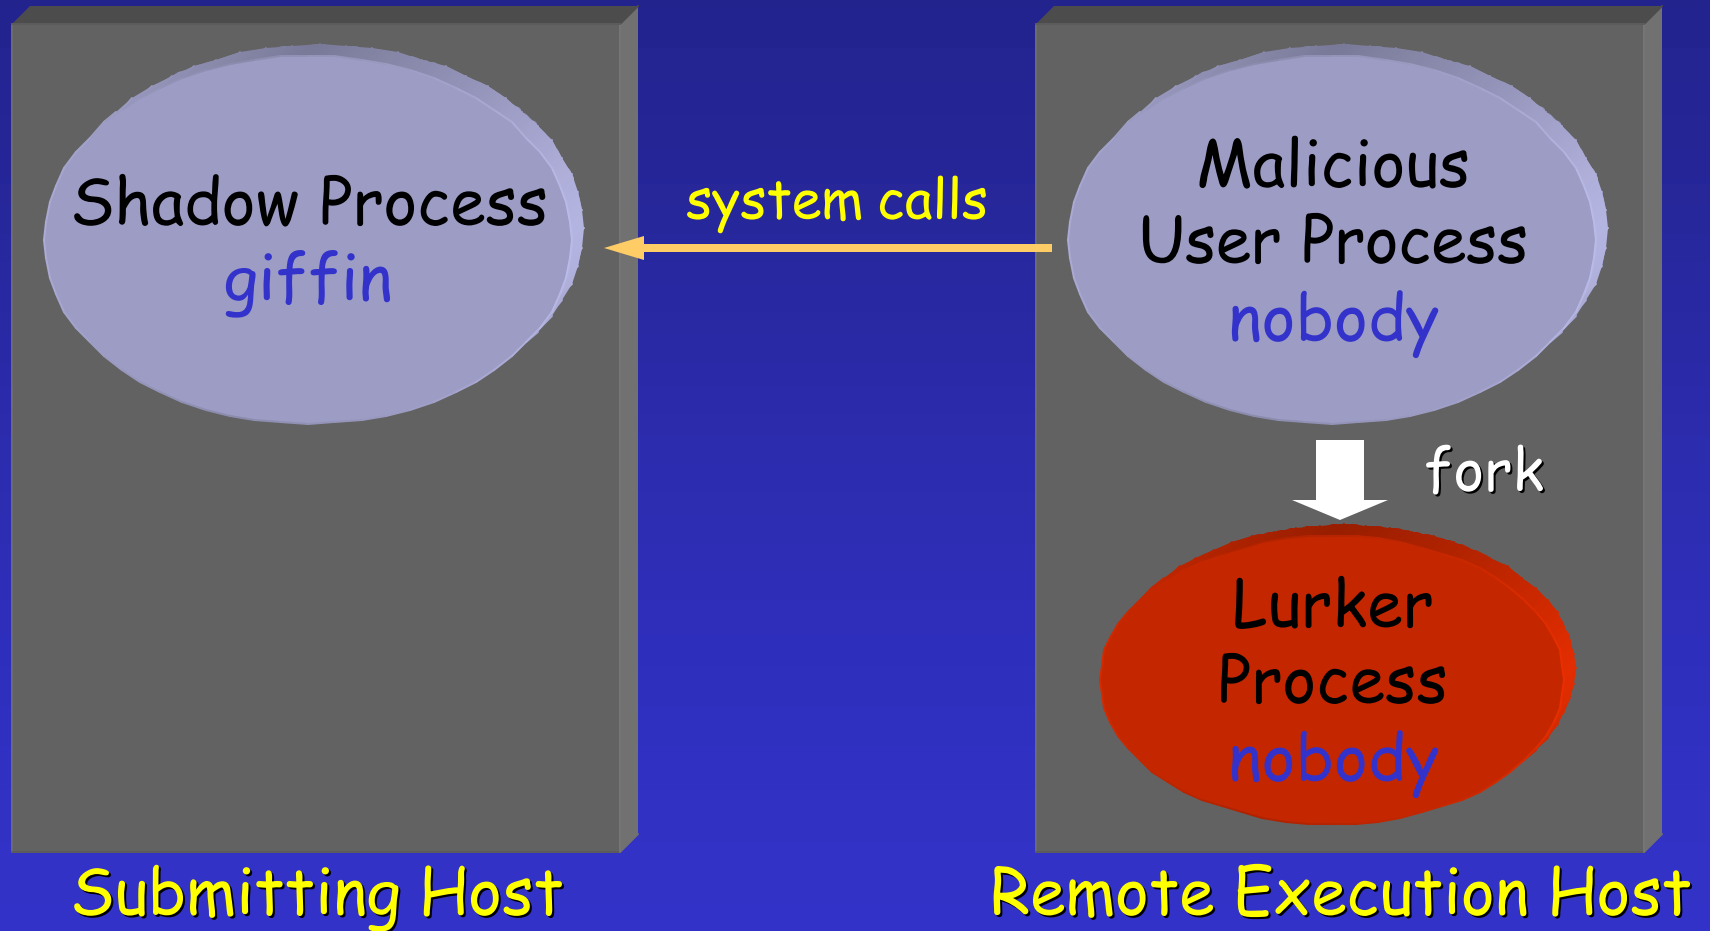 Shadow Process
giffin
system calls
Malicious
User Process
nobody
fork
Lurker
Process
nobody
Submitting Host
Remote Execution Host